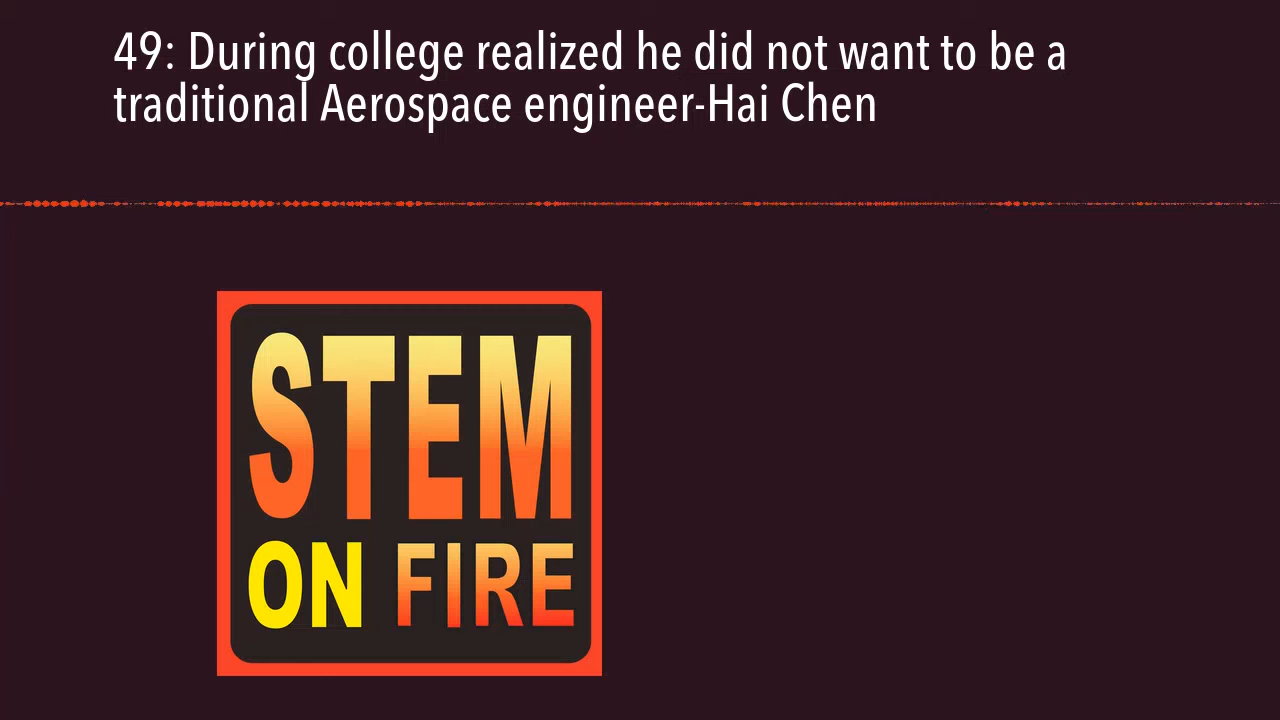 49: During college realized he did not want to be a
traditional Aerospace engineer-Hai Chen
STEM
ON FIRE